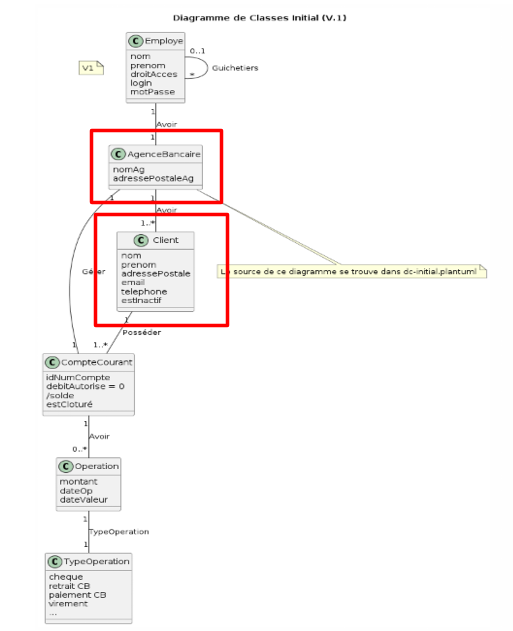 Diagramme de Classes Initial (V.1)
V1
C Employe
nom
prenom
droitAcces
login
motPasse
0..1
Guichetiers
*
1
Avoir
1
C AgenceBancaire
nomAg
adressePostaleAg
1
1
Avoir
1..*
C Client
nom
prenom
adressePostale
email
telephone
estInactif
Gérer
Le source de ce diagramme se trouve dans dc-initial.plantuml
1
Posséder
1
1..*
C CompteCourant
idNumCompte
debitAutorise = 0
/solde
estCloturé
1
Avoir
0..*
C Operation
montant
dateOp
dateValeur
1
TypeOperation
1
C TypeOperation
cheque
retrait CB
paiement CB
virement
...